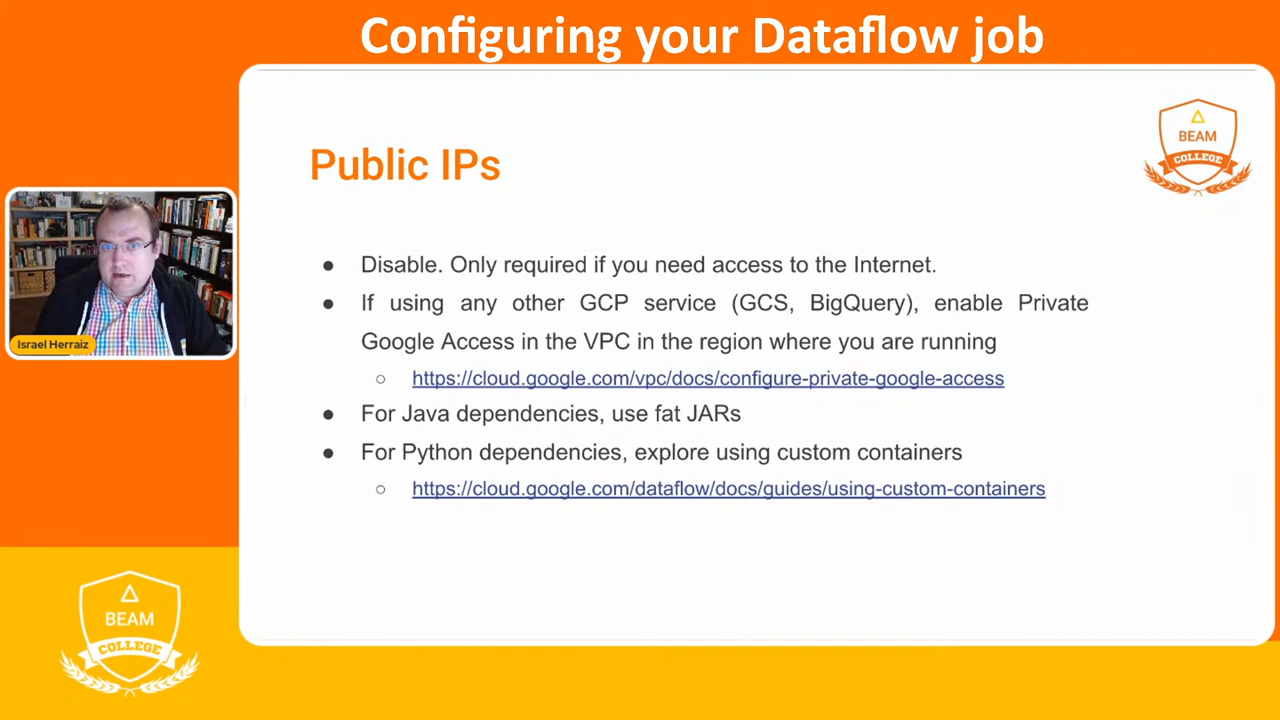 Configuring your Dataflow job
BEAM
COLLEGE
Public IPs
● Disable. Only required if you need access to the Internet.
● If using any other GCP service (GCS, BigQuery), enable Private
Google Access in the VPC in the region where you are running
○ https://cloud.google.com/vpc/docs/configure-private-google-access
● For Java dependencies, use fat JARs
● For Python dependencies, explore using custom containers
○ https://cloud.google.com/dataflow/docs/guides/using-custom-containers
Israel Herraiz
BEAM
COLLEGE